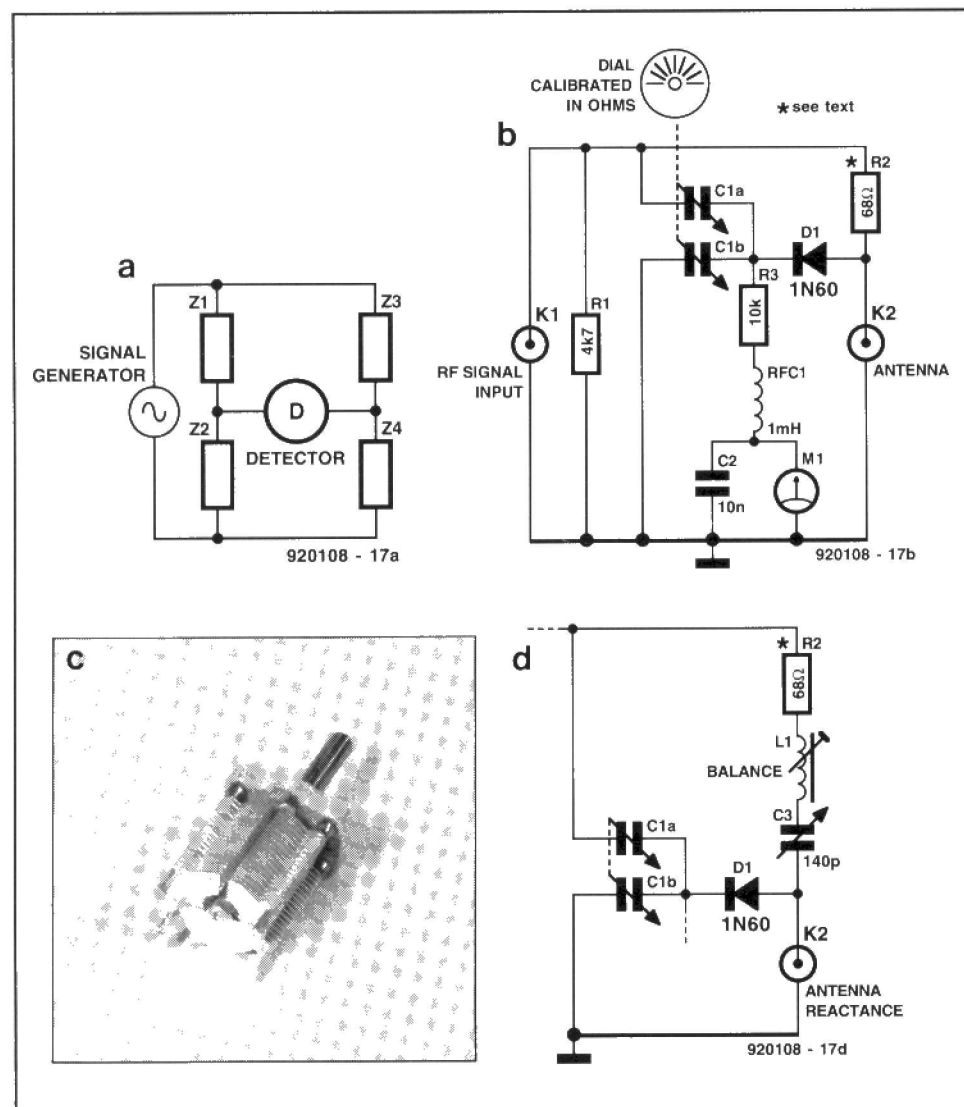 DIAL
CALIBRATED
IN OHMS
* see text
b
* R2
68Ω
C1a
C1b
D1
1N60
R3
10k
K1
RF SIGNAL
INPUT
R1
4k7
K2
ANTENNA
RFC1
1mH
C2
10n
M1
920108 - 17b
a
Z1
Z3
SIGNAL
GENERATOR
D
Z2
Z4
DETECTOR
920108 - 17a
c
d
* R2
68Ω
L1
BALANCE
C3
140p
C1a
C1b
D1
1N60
K2
ANTENNA
REACTANCE
920108 - 17d